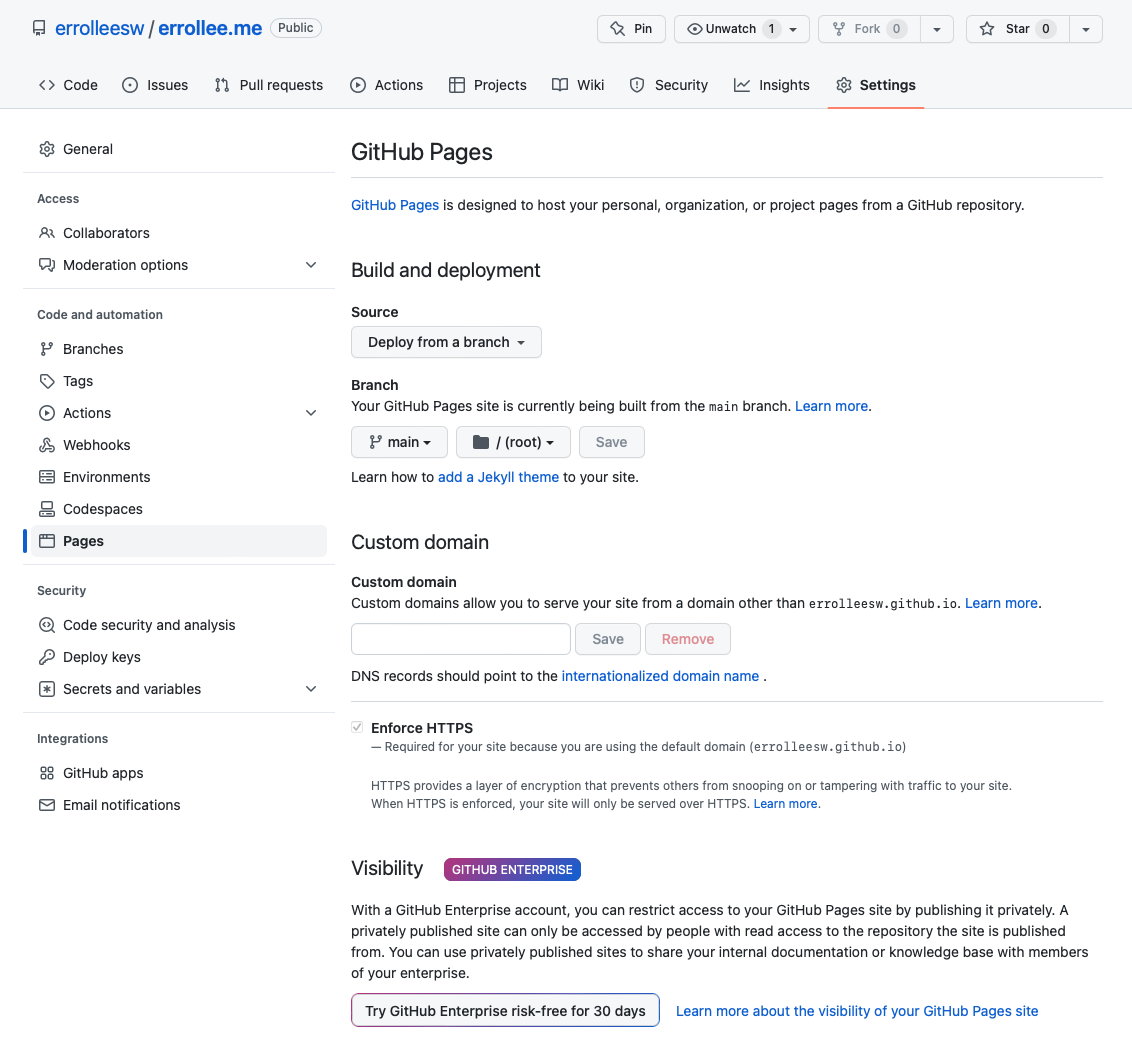 errolleesw / errollee.me Public
Pin
Unwatch 1
Fork 0
Star 0
Code
Issues
Pull requests
Actions
Projects
Wiki
Security
Insights
Settings
General
Access
Collaborators
Moderation options
Code and automation
Branches
Tags
Actions
Webhooks
Environments
Codespaces
Pages
Security
Code security and analysis
Deploy keys
Secrets and variables
Integrations
GitHub apps
Email notifications
GitHub Pages
GitHub Pages is designed to host your personal, organization, or project pages from a GitHub repository.
Build and deployment
Source
Deploy from a branch
Branch
Your GitHub Pages site is currently being built from the main branch. Learn more.
main
/ (root)
Save
Learn how to add a Jekyll theme to your site.
Custom domain
Custom domain
Custom domains allow you to serve your site from a domain other than errolleesw.github.io. Learn more.
Save
Remove
DNS records should point to the internationalized domain name .
Enforce HTTPS
— Required for your site because you are using the default domain (errolleesw.github.io)
HTTPS provides a layer of encryption that prevents others from snooping on or tampering with traffic to your site.
When HTTPS is enforced, your site will only be served over HTTPS. Learn more.
Visibility GITHUB ENTERPRISE
With a GitHub Enterprise account, you can restrict access to your GitHub Pages site by publishing it privately. A
privately published site can only be accessed by people with read access to the repository the site is published
from. You can use privately published sites to share your internal documentation or knowledge base with members
of your enterprise.
Try GitHub Enterprise risk-free for 30 days
Learn more about the visibility of your GitHub Pages site